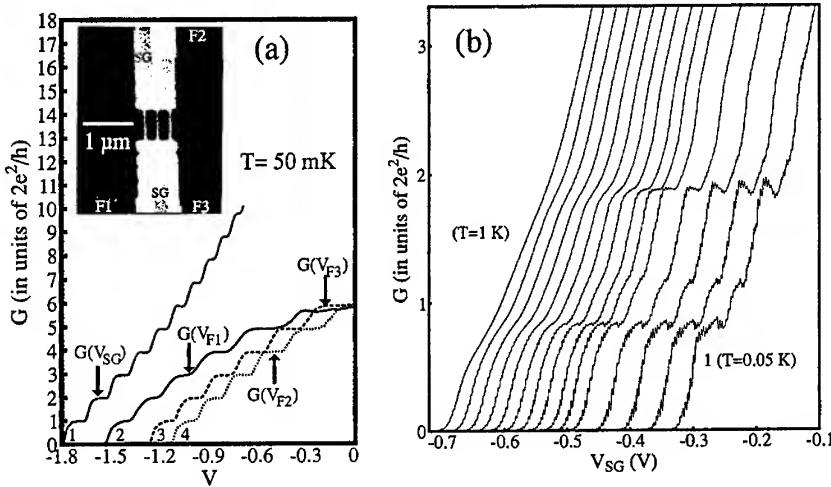 18
17
16
15
14
13
12
11
10
9
8
7
6
5
4
3
2
1
0
G (in units of 2e²/h)
SG
F2
(a)
1 µm
T= 50 mK
F1
SG
F3
G(V_SG)
G(V_F1)
G(V_F3)
G(V_F2)
1
2
3
4
-1.8
-1.5
-1.2
-0.9
-0.6
-0.3
0
V
(b)
3
2
1
0
G (in units of 2e²/h)
(T=1 K)
1 (T=0.05 K)
-0.7
-0.6
-0.5
-0.4
-0.3
-0.2
-0.1
V_SG (V)